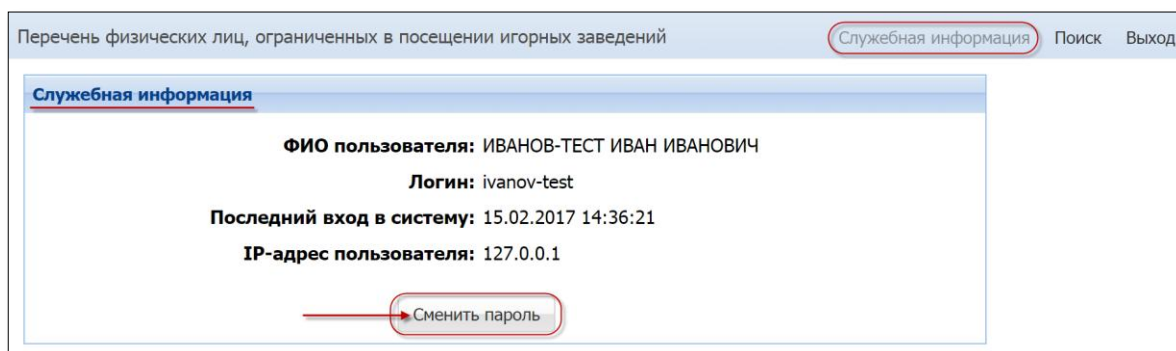 Перечень физических лиц, ограниченных в посещении игорных заведений Служебная информация Поиск Выход
Служебная информация
ФИО пользователя: ИВАНОВ-ТЕСТ ИВАН ИВАНОВИЧ
Логин: ivanov-test
Последний вход в систему: 15.02.2017 14:36:21
IP-адрес пользователя: 127.0.0.1
Сменить пароль